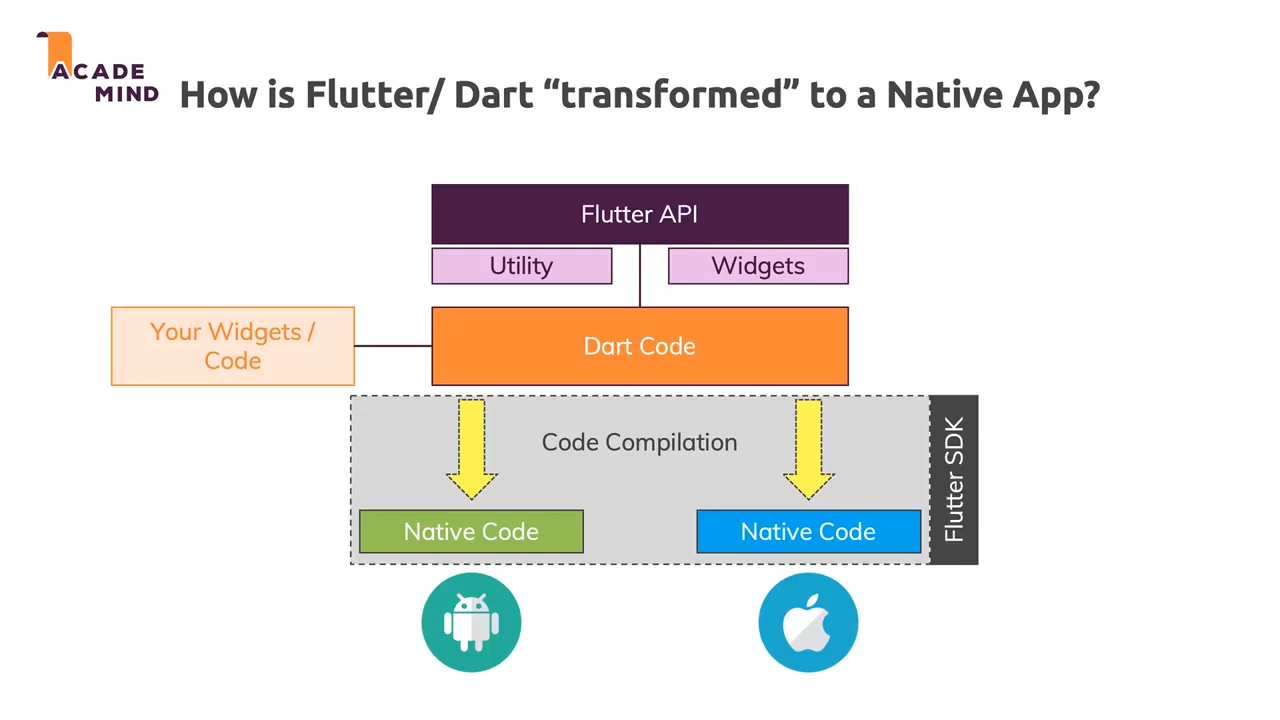 ACADE
MIND
How is Flutter/ Dart “transformed” to a Native App?
Flutter API
Utility
Widgets
Your Widgets /
Code
Dart Code
Code Compilation
Flutter SDK
Native Code
Native Code